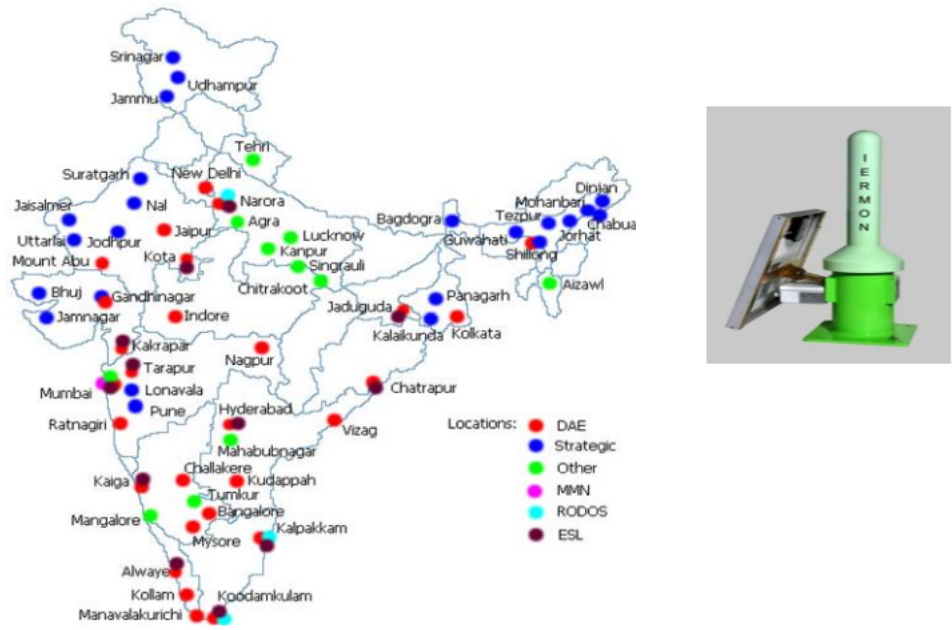 Srinagar
Udhampur
Jammu
Tehri
Suratgarh
New Delhi
Narora
Nal
Jaisalmer
Agra
Jaipur
Uttarlai
Jodhpur
Lucknow
Kanpur
Mount Abu
Kota
Singrauli
Chitrakoot
Bagdogra
Dinjan
Mohanbari
Tezpur
Chabua
Guwahati
Jorhat
Shillong
Aizawl
Bhuj
Gandhinagar
Jamnagar
Indore
Jaduguda
Panagarh
Kalaikunda
Kolkata
Kakrapar
Nagpur
Tarapur
Mumbai
Lonavala
Pune
Chatrapur
Ratnagiri
Hyderabad
Vizag
Mahabubnagar
Challakere
Kaiga
Kudappah
Tumkur
Mangalore
Bangalore
Mysore
Kalpakkam
Alwaye
Kollam
Koodamkulam
Manavalakurichi
Locations:
DAE
Strategic
Other
MMN
RODOS
ESL
IERMON